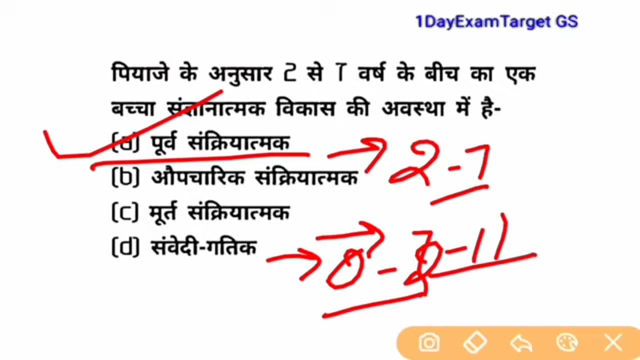 1DayExamTarget GS
पियाजे के अनुसार 2 से 7 वर्ष के बीच का एक
बच्चा संज्ञानात्मक विकास की अवस्था में है-
(a) पूर्व संक्रियात्मक → 2-7
(b) औपचारिक संक्रियात्मक
(c) मूर्त संक्रियात्मक → 7-11
(d) संवेदी-गतिक → 0-2